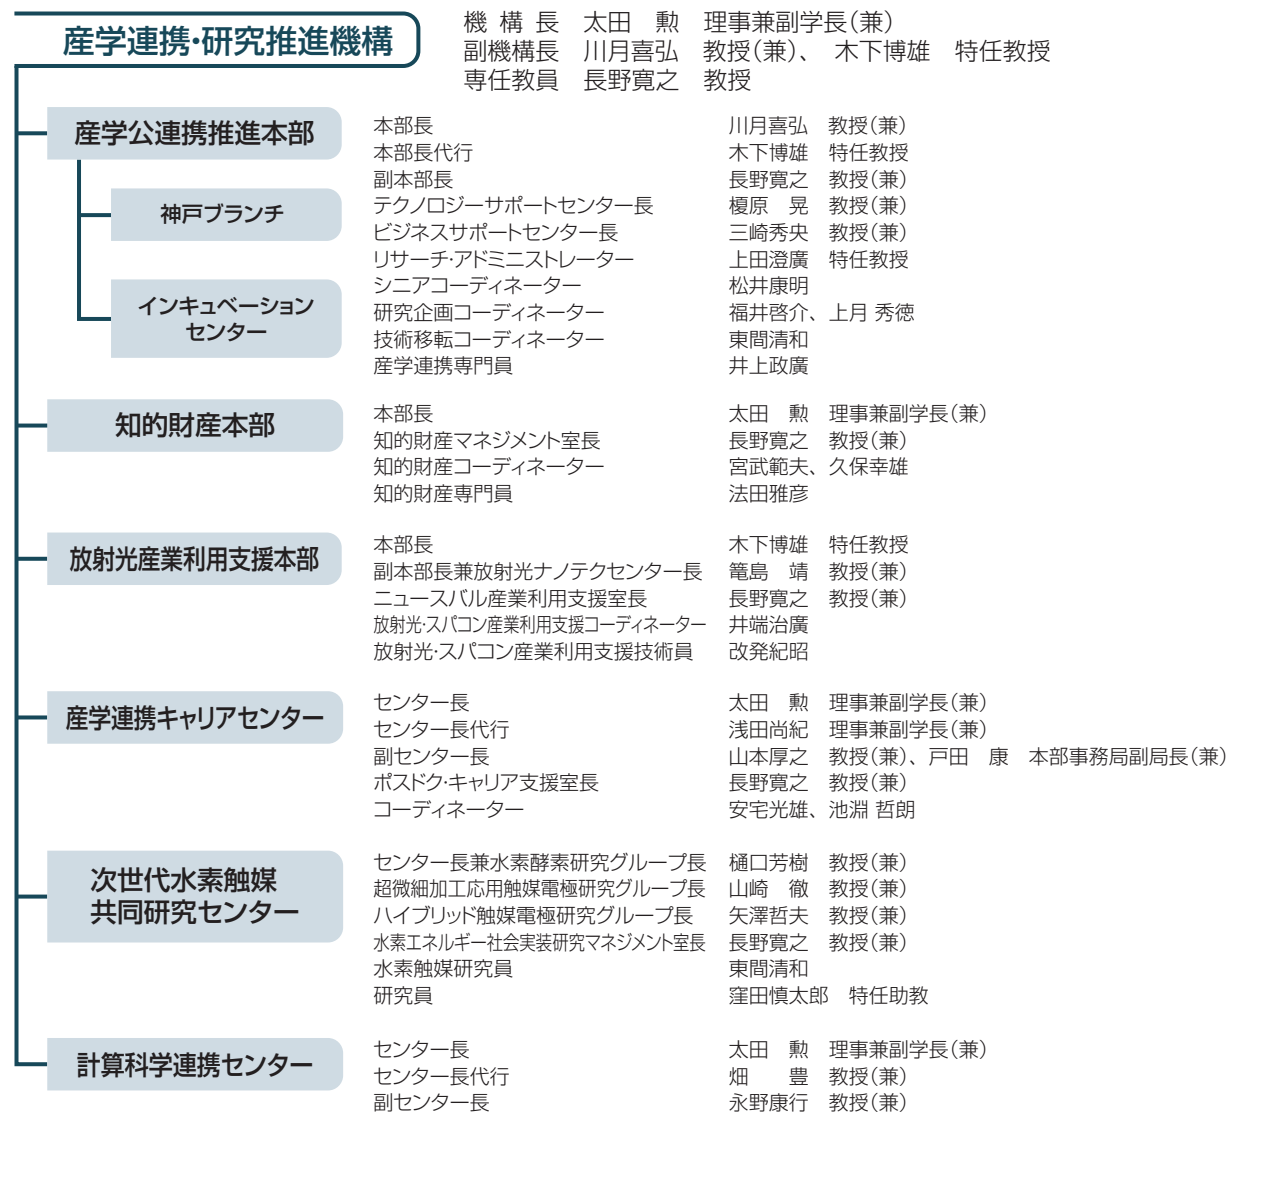 産学連携・研究推進機構
機 構 長　太田　勲　理事兼副学長（兼）
副機構長　川月喜弘　教授（兼）、 木下博雄　特任教授
専任教員　長野寛之　教授
産学公連携推進本部
本部長　川月喜弘　教授（兼）
本部長代行　木下博雄　特任教授
副本部長　長野寛之　教授（兼）
神戸ブランチ
テクノロジーサポートセンター長　榎原　晃　教授（兼）
ビジネスサポートセンター長　三崎秀央　教授（兼）
リサーチ・アドミニストレーター　上田澄廣　特任教授
インキュベーション
センター
シニアコーディネーター　松井康明
研究企画コーディネーター　福井啓介、上月 秀徳
技術移転コーディネーター　東間清和
産学連携専門員　井上政廣
知的財産本部
本部長　太田　勲　理事兼副学長（兼）
知的財産マネジメント室長　長野寛之　教授（兼）
知的財産コーディネーター　宮武範夫、久保幸雄
知的財産専門員　法田雅彦
放射光産業利用支援本部
本部長　木下博雄　特任教授
副本部長兼放射光ナノテクセンター長　篭島　靖　教授（兼）
ニュースバル産業利用支援室長　長野寛之　教授（兼）
放射光・スパコン産業利用支援コーディネーター　井端治廣
放射光・スパコン産業利用支援技術員　改発紀昭
産学連携キャリアセンター
センター長　太田　勲　理事兼副学長（兼）
センター長代行　浅田尚紀　理事兼副学長（兼）
副センター長　山本厚之　教授（兼）、戸田　康　本部事務局副局長（兼）
ポスドク・キャリア支援室長　長野寛之　教授（兼）
コーディネーター　安宅光雄、池淵 哲朗
次世代水素触媒
共同研究センター
センター長兼水素酵素研究グループ長　樋口芳樹　教授（兼）
超微細加工応用触媒電極研究グループ長　山崎　徹　教授（兼）
ハイブリッド触媒電極研究グループ長　矢澤哲夫　教授（兼）
水素エネルギー社会実装研究マネジメント室長　長野寛之　教授（兼）
水素触媒研究員　東間清和
研究員　窪田慎太郎　特任助教
計算科学連携センター
センター長　太田　勲　理事兼副学長（兼）
センター長代行　畑　　豊　教授（兼）
副センター長　永野康行　教授（兼）